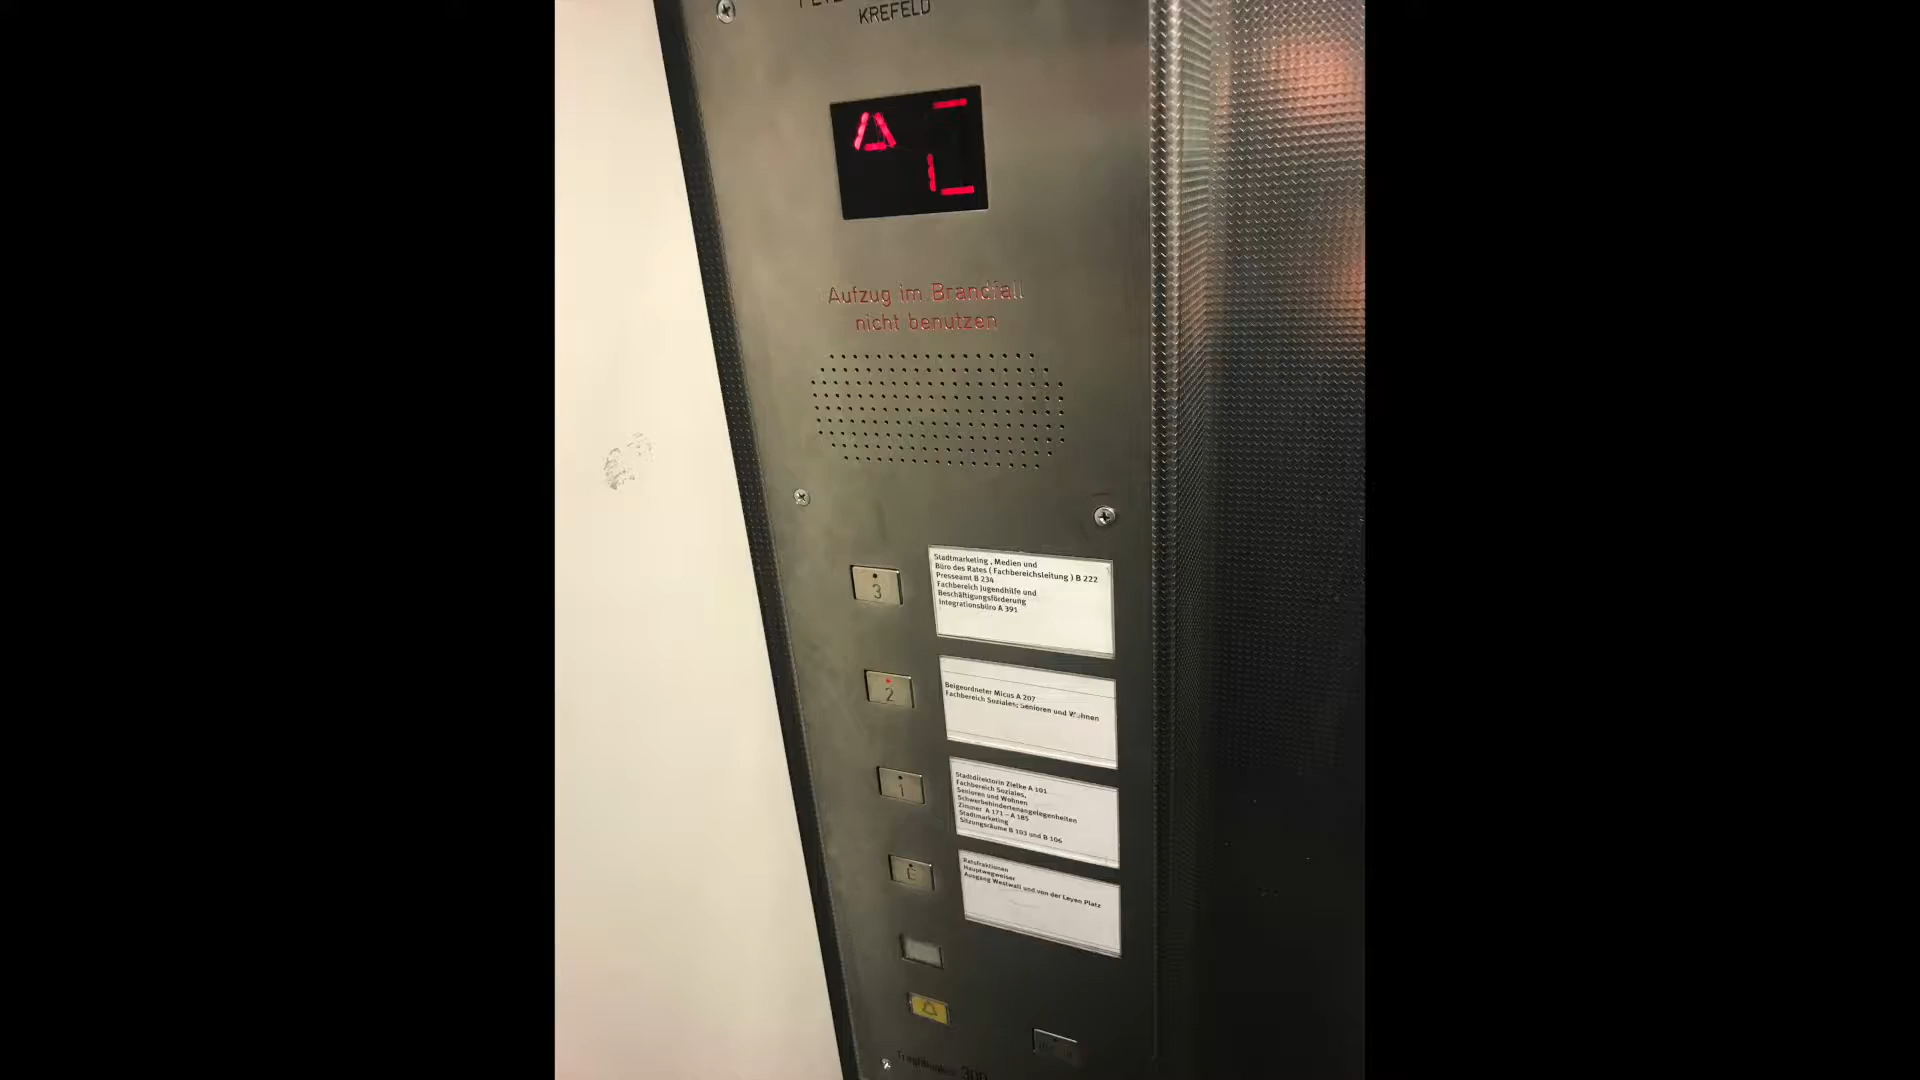 KREFELD
Aufzug im Brandfall
nicht benutzen
3
Stadtmarketing , Medien und
Büro des Rates ( Fachbereichsleitung ) B 222
Presseamt B 234
Fachbereich Jugendhilfe und
Beschäftigungsförderung
Integrationsbüro A 391
2
Beigeordneter Micus A 207
Fachbereich Soziales, Senioren und Wohnen
1
Stadtdirektorin Zielke A 101
Fachbereich Soziales,
Senioren und Wohnen
Schwerbehindertenangelegenheiten
Zimmer A 171 - A 185
Stadtmarketing
Sitzungsräume B 103 und B 106
E
Ratsfraktionen
Hauptwegweiser
Ausgang Westwall und von der Leyen Platz
300